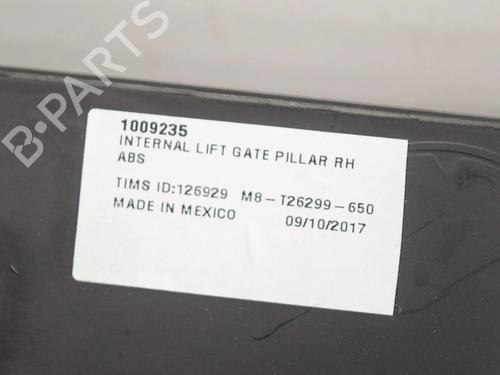 1009235
INTERNAL LIFT GATE PILLAR RH
ABS
TIMS ID:126929 M8-T26299-650
MADE IN MEXICO 09/10/2017
B-PARTS